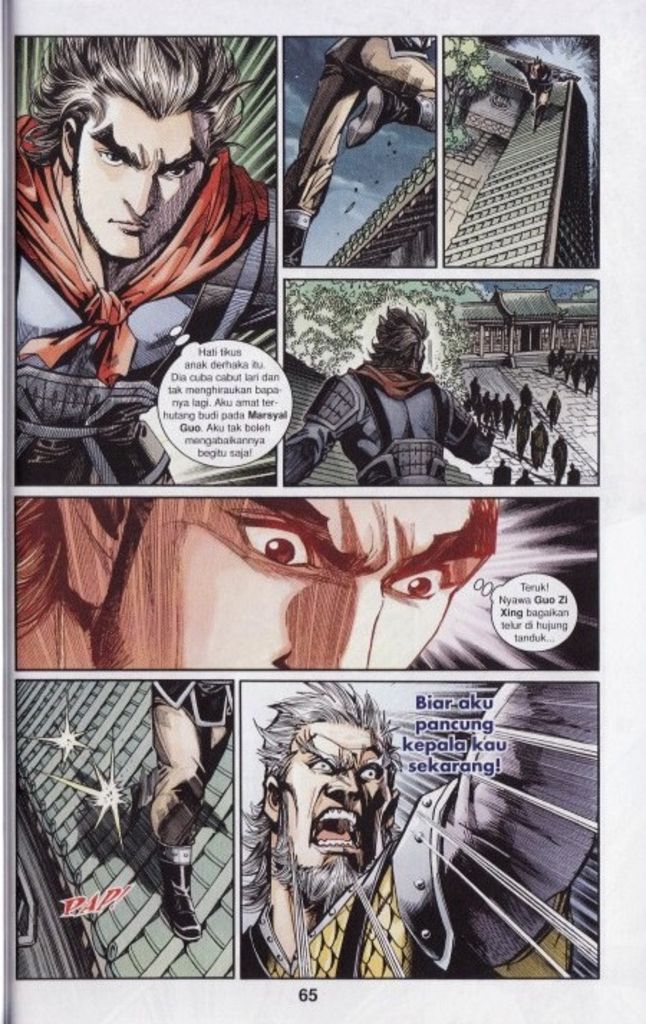 Hati tikus
anak derhaka itu.
Dia cuba cabut lari dan
tak menghiraukan bapa-
nya lagi. Aku amat ter-
hutang budi pada Marsyal
Guo. Aku tak boleh
mengabaikannya
begitu saja!
Teruk!
Nyawa Guo Zi
Xing bagaikan
telur di hujung
tanduk...
PAP!
Biar aku
pancung
kepala kau
sekarang!
65